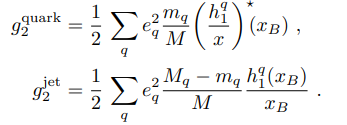 g_2^{quark} = \frac{1}{2} \sum_q e_q^2 \frac{m_q}{M} \left( \frac{h_1^q}{x} \right)^{\star} (x_B) ,
g_2^{jet} = \frac{1}{2} \sum_q e_q^2 \frac{M_q - m_q}{M} \frac{h_1^q(x_B)}{x_B} .